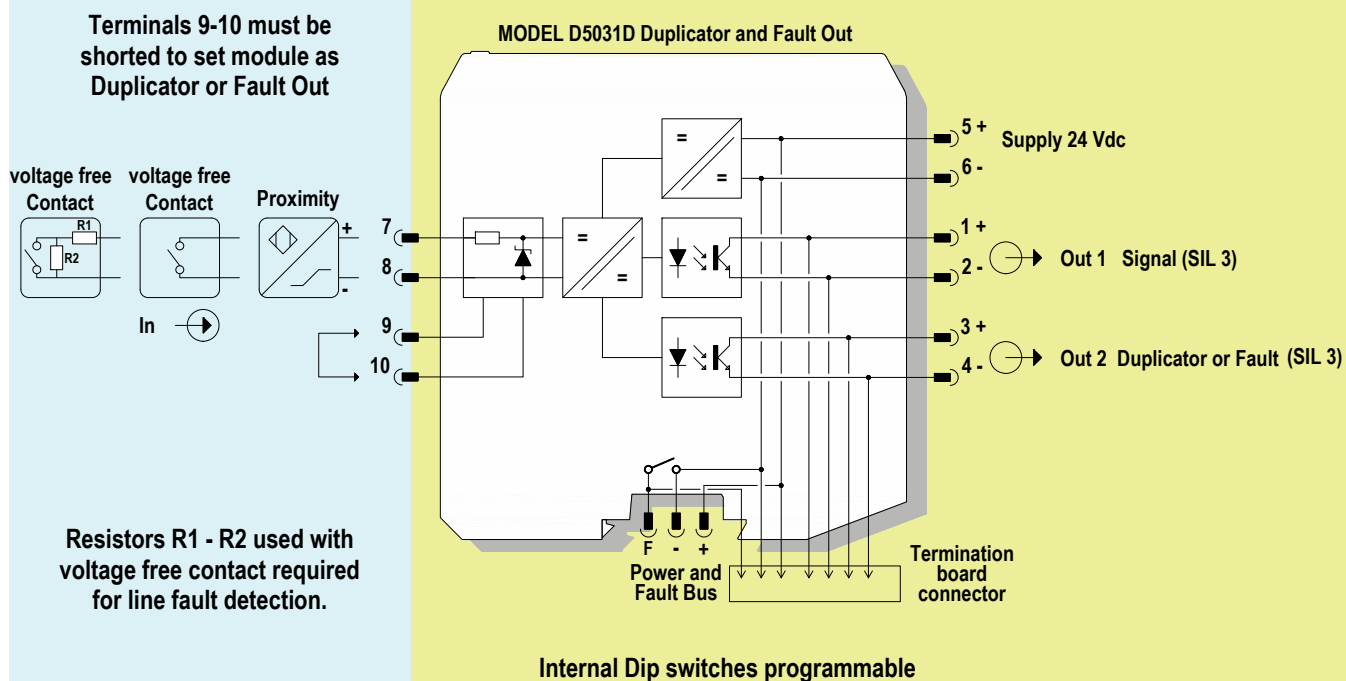 Terminals 9-10 must be
shorted to set module as
Duplicator or Fault Out
MODEL D5031D Duplicator and Fault Out
voltage free
Contact
R1
R2
voltage free
Contact
Proximity
+
-
In
7
8
9
10
=
=
=
=
5 +
Supply 24 Vdc
6 -
1 +
2 -
Out 1 Signal (SIL 3)
3 +
4 -
Out 2 Duplicator or Fault (SIL 3)
F - +
Power and
Fault Bus
Termination
board
connector
Resistors R1 - R2 used with
voltage free contact required
for line fault detection.
Internal Dip switches programmable